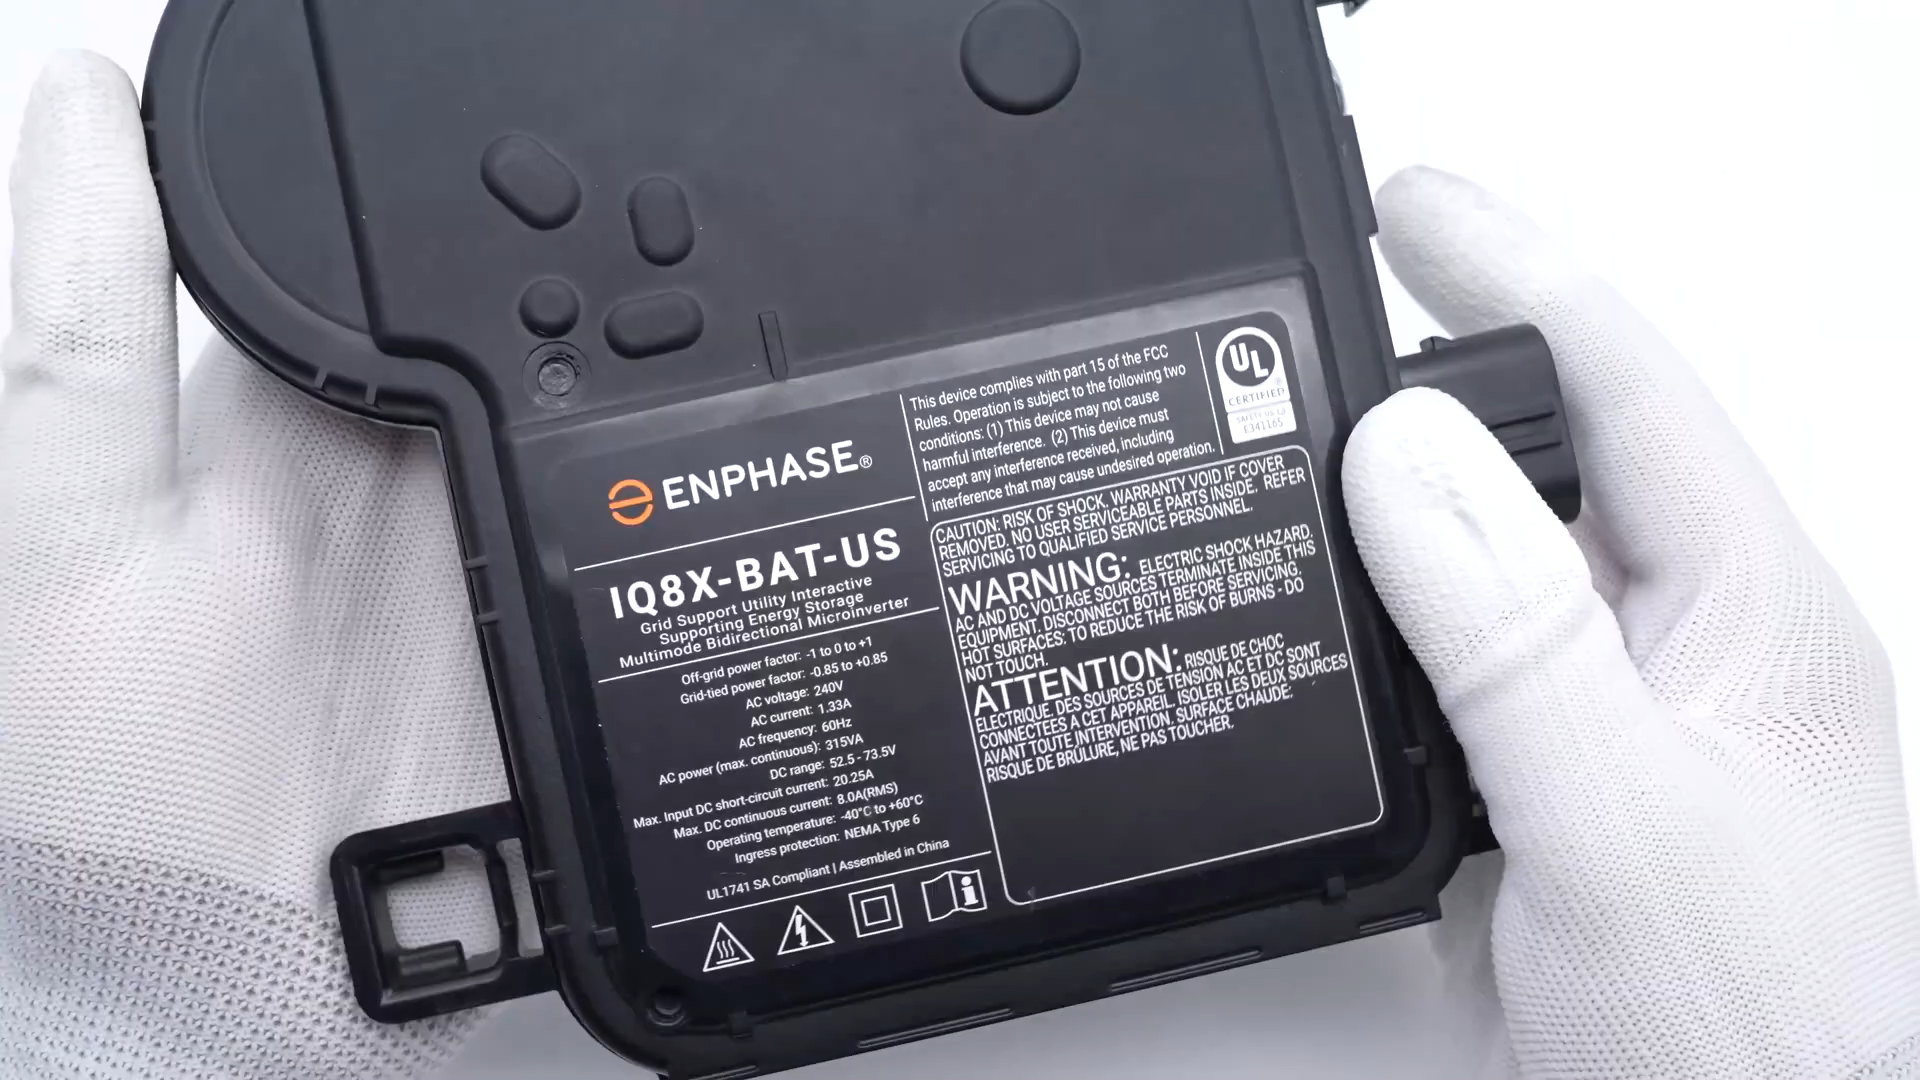 ENPHASE®
IQ8X-BAT-US
Grid Support Utility Interactive
Supporting Energy Storage
Multimode Bidirectional Microinverter
Off-grid power factor: -1 to 0 to +1
Grid-tied power factor: -0.85 to +0.85
AC voltage: 240V
AC current: 1.33A
AC frequency: 60Hz
AC power (max. continuous): 315VA
DC range: 52.5 - 73.5V
Max. Input DC short-circuit current: 20.25A
Max. DC continuous current: 8.0A(RMS)
Operating temperature: -40°C to +60°C
Ingress protection: NEMA Type 6
UL1741 SA Compliant | Assembled in China
This device complies with part 15 of the FCC
Rules. Operation is subject to the following two
conditions: (1) This device may not cause
harmful interference. (2) This device must
accept any interference received, including
interference that may cause undesired operation.
UL®
CERTIFIED
SAFETY US CA
E341165
CAUTION: RISK OF SHOCK. WARRANTY VOID IF COVER
REMOVED. NO USER SERVICEABLE PARTS INSIDE. REFER
SERVICING TO QUALIFIED SERVICE PERSONNEL.
WARNING: ELECTRIC SHOCK HAZARD.
AC AND DC VOLTAGE SOURCES TERMINATE INSIDE THIS
EQUIPMENT. DISCONNECT BOTH BEFORE SERVICING.
HOT SURFACES: TO REDUCE THE RISK OF BURNS - DO
NOT TOUCH.
ATTENTION: RISQUE DE CHOC
ELECTRIQUE. DES SOURCES DE TENSION AC ET DC SONT
CONNECTEES A CET APPAREIL. ISOLER LES DEUX SOURCES
AVANT TOUTE INTERVENTION. SURFACE CHAUDE:
RISQUE DE BRULURE, NE PAS TOUCHER.